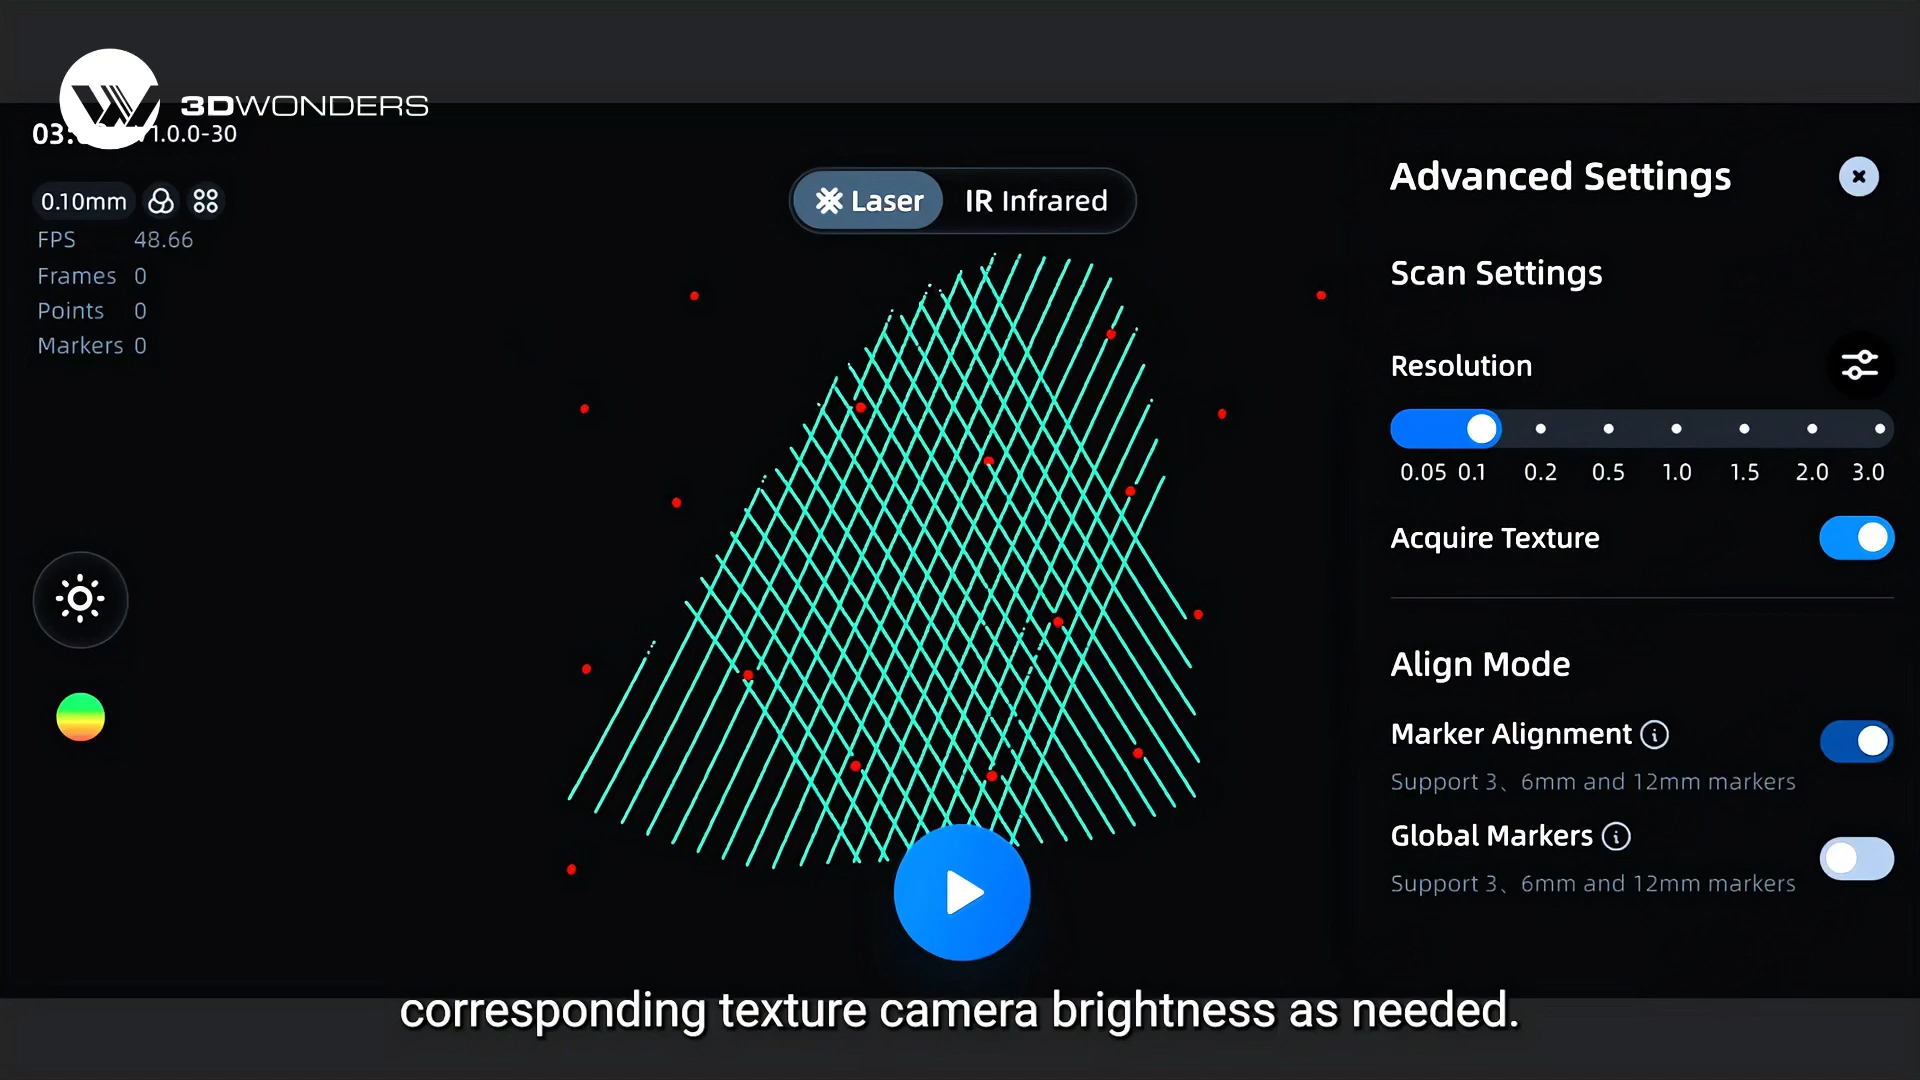 3DWONDERS
1.0.0-30
0.10mm
FPS 48.66
Frames 0
Points 0
Markers 0
Laser
IR Infrared
Advanced Settings
Scan Settings
Resolution
0.05 0.1 0.2 0.5 1.0 1.5 2.0 3.0
Acquire Texture
Align Mode
Marker Alignment
Support 3、6mm and 12mm markers
Global Markers
Support 3、6mm and 12mm markers
corresponding texture camera brightness as needed.